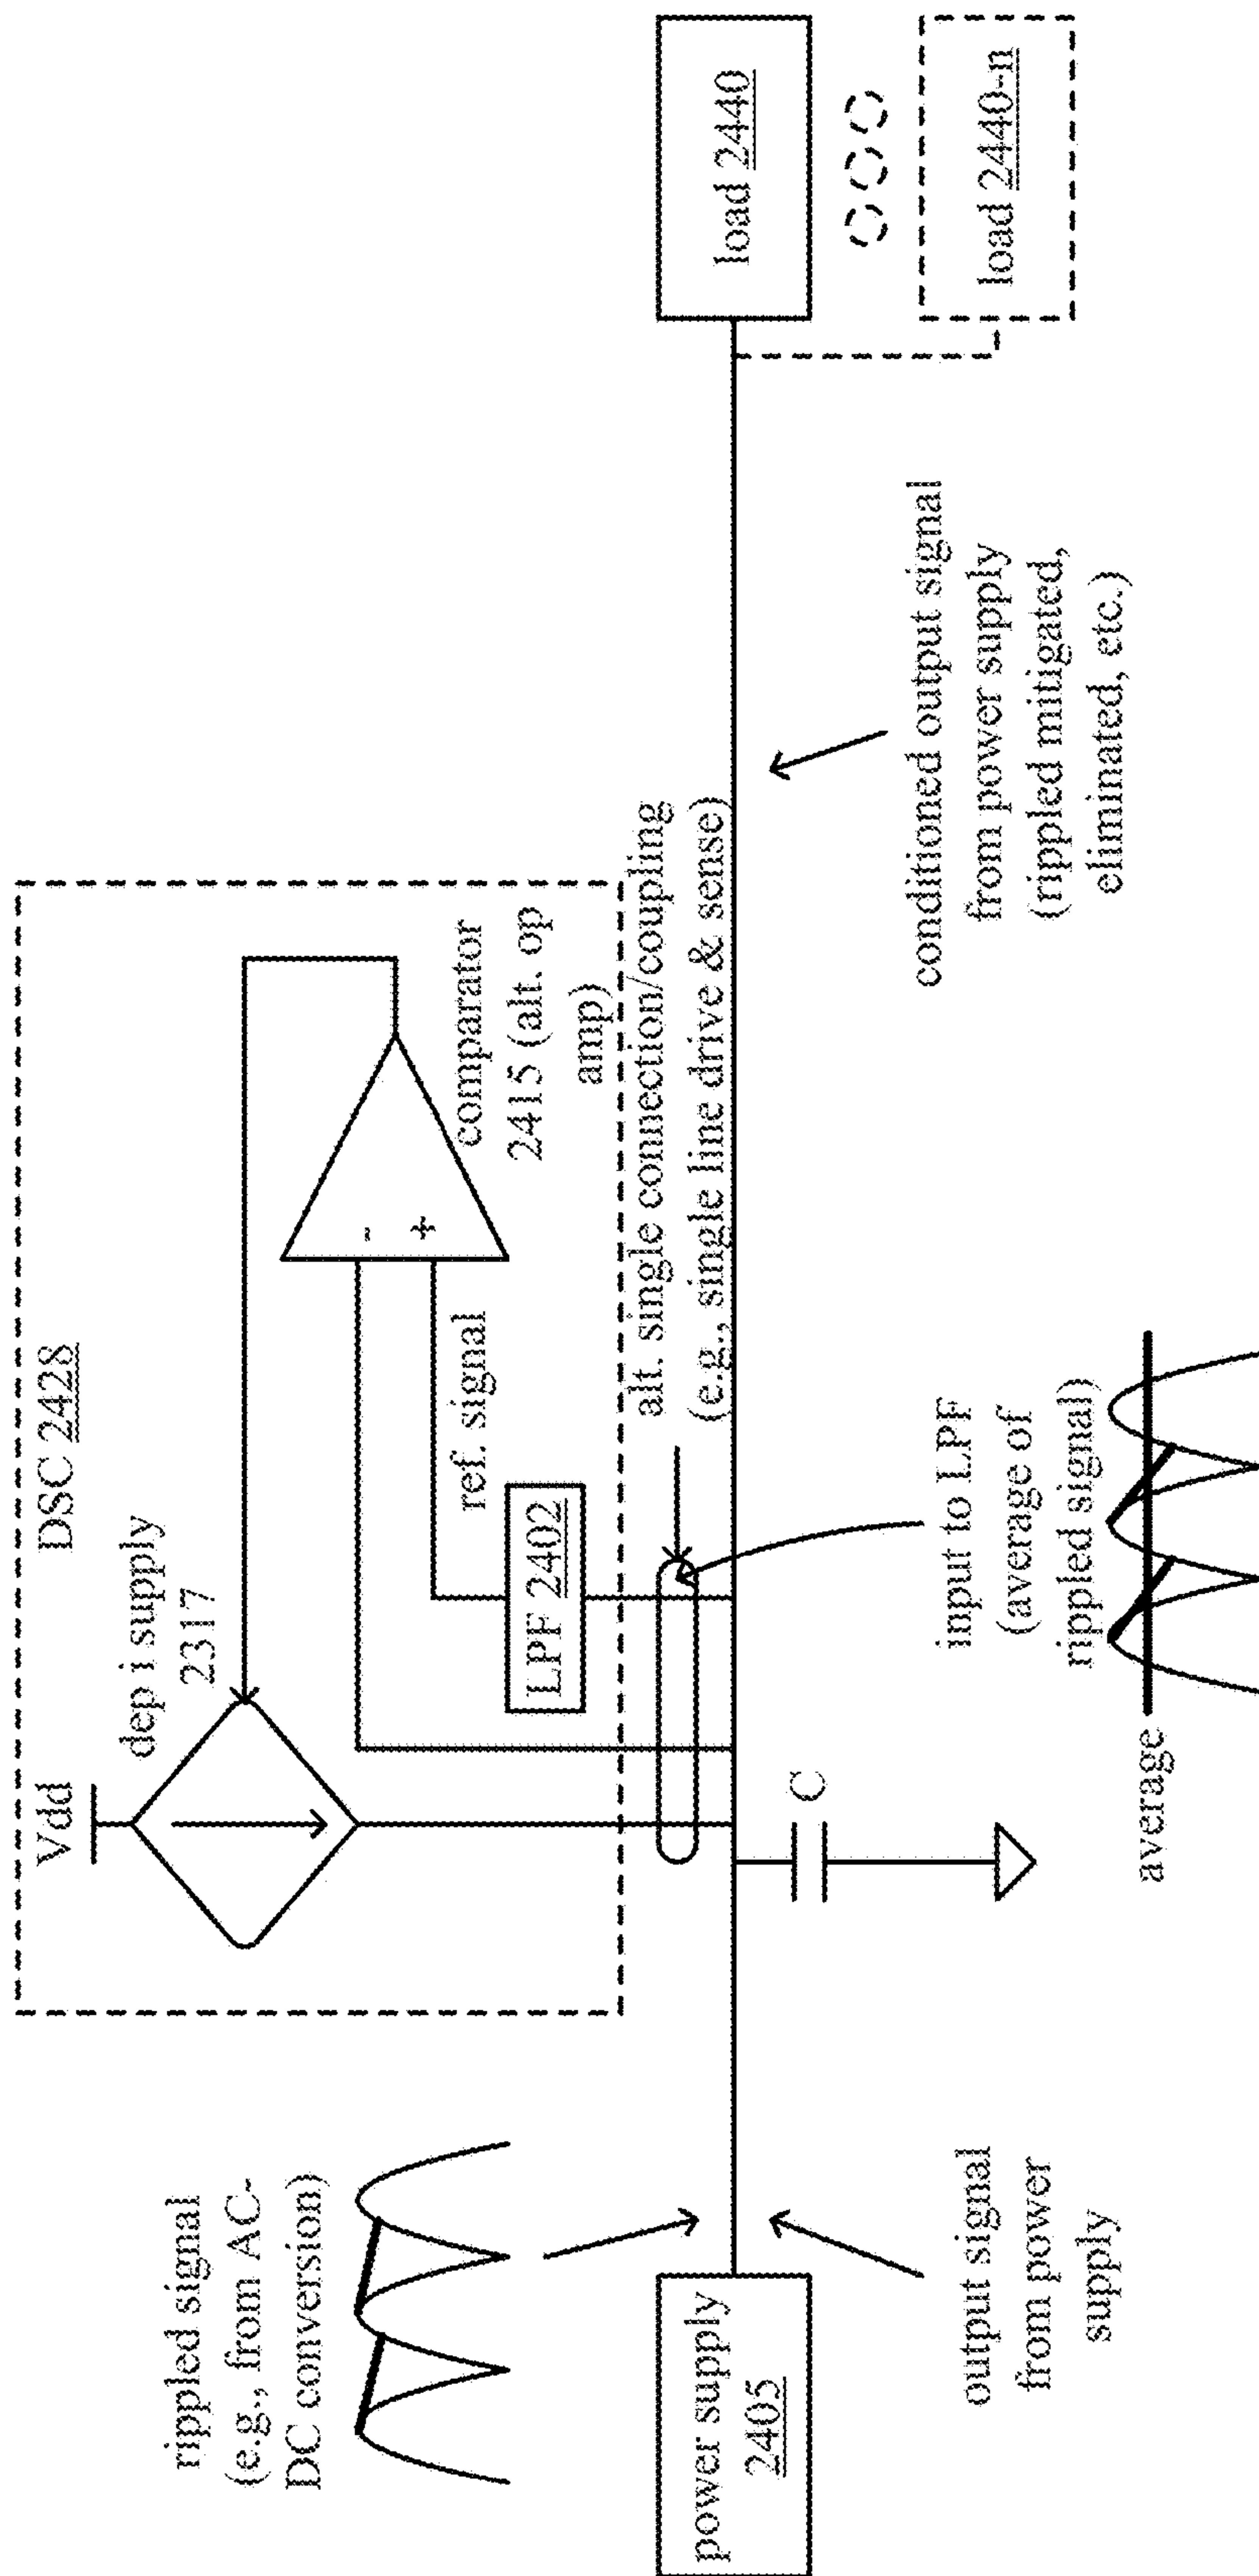 rippled signal
(e.g., from AC-
DC conversion)
power supply
2405
output signal
from power
supply
DSC 2428
Vdd
dep i supply
2317
LPF 2402
ref. signal
-
+
comparator
2415 (alt. op
amp)
alt. single connection/coupling
(e.g., single line drive & sense)
C
input to LPF
(average of
rippled signal)
average
conditioned output signal
from power supply
(rippled mitigated,
eliminated, etc.)
load 2440
load 2440-n